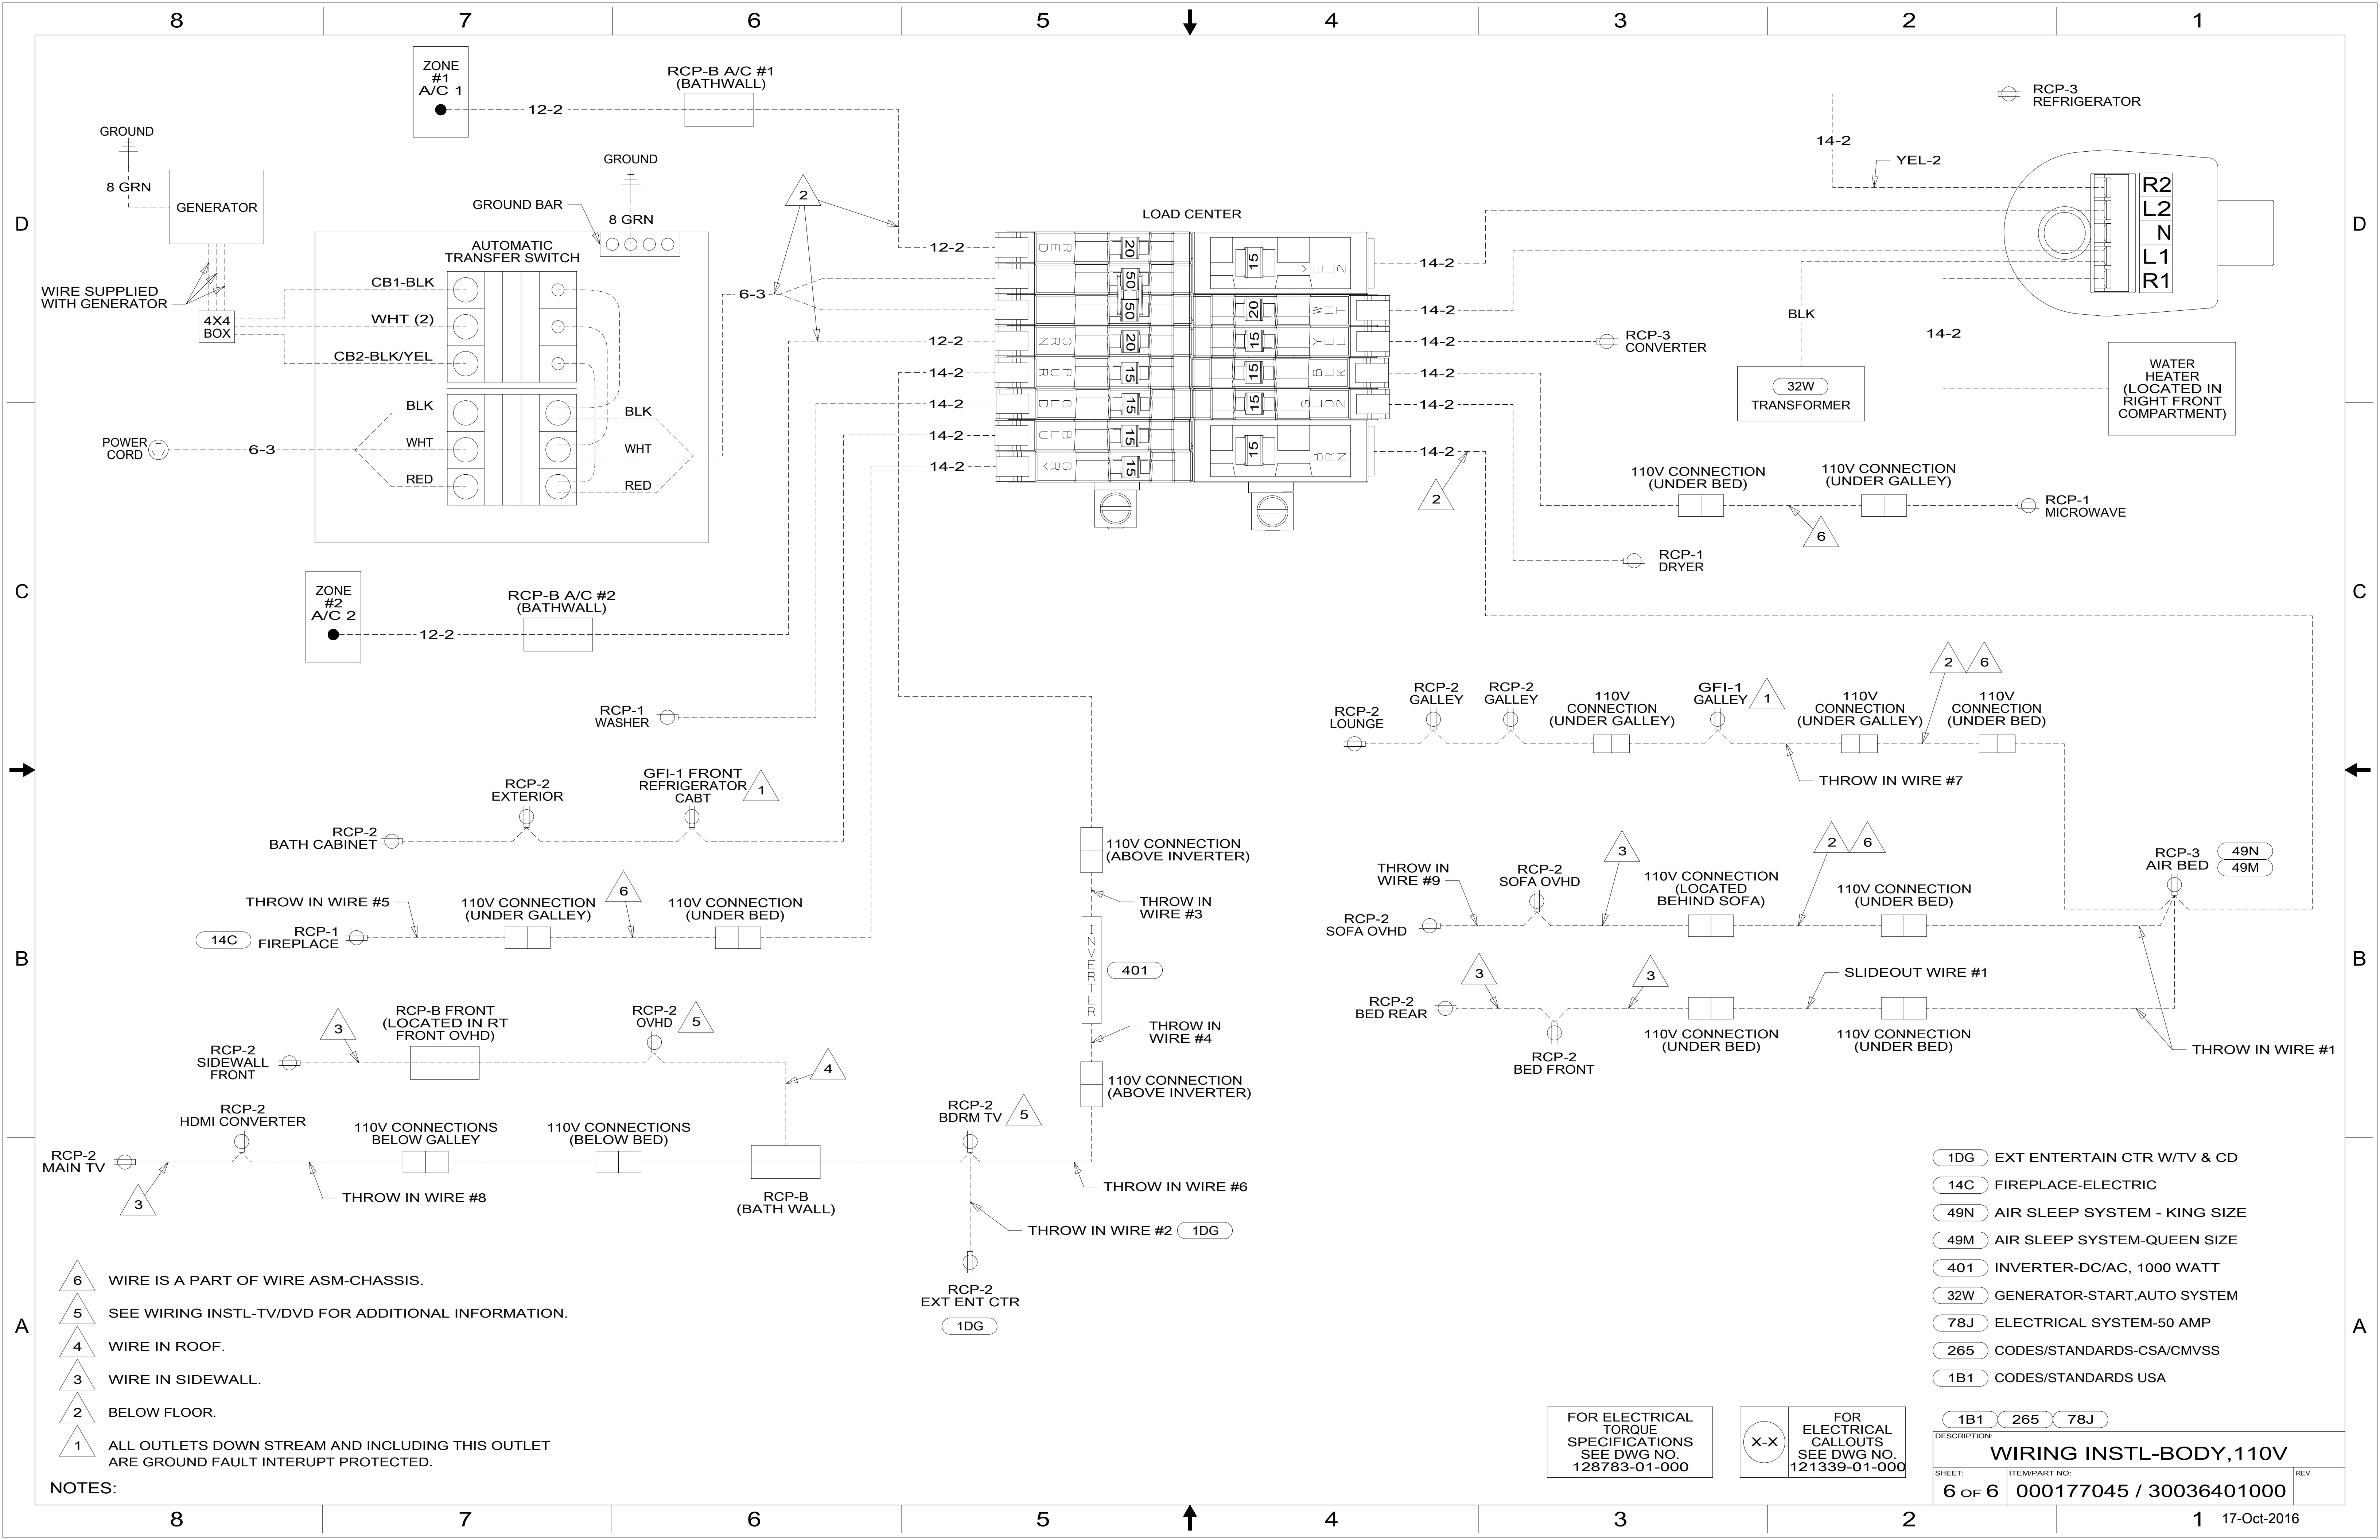 8 7 6 5 4 3 2 1
D
C
B
A
D
C
B
A
ZONE
#1
A/C 1
12-2
RCP-B A/C #1
(BATHWALL)
GROUND
8 GRN
GENERATOR
WIRE SUPPLIED
WITH GENERATOR
4X4
BOX
GROUND
8 GRN
GROUND BAR
AUTOMATIC
TRANSFER SWITCH
CB1-BLK
WHT (2)
CB2-BLK/YEL
BLK
WHT
RED
BLK
WHT
RED
POWER
CORD
6-3
6-3
2
LOAD CENTER
12-2
12-2
14-2
14-2
14-2
14-2
RED
GRN
PUR
GLD
BLU
GRY
20
50
50
20
15
15
15
15
15
20
15
15
15
15
YEL2
WHT
YEL
BLK
GLD2
BRN
14-2
14-2
14-2
14-2
14-2
14-2
2
RCP-3
REFRIGERATOR
14-2
YEL-2
R2
L2
N
L1
R1
BLK
14-2
RCP-3
CONVERTER
32W
TRANSFORMER
WATER
HEATER
(LOCATED IN
RIGHT FRONT
COMPARTMENT)
110V CONNECTION
(UNDER BED)
110V CONNECTION
(UNDER GALLEY)
RCP-1
MICROWAVE
6
RCP-1
DRYER
ZONE
#2
A/C 2
12-2
RCP-B A/C #2
(BATHWALL)
RCP-1
WASHER
RCP-2
EXTERIOR
GFI-1 FRONT
REFRIGERATOR
CABT
1
RCP-2
BATH CABINET
THROW IN WIRE #5
110V CONNECTION
(UNDER GALLEY)
6
110V CONNECTION
(UNDER BED)
14C
RCP-1
FIREPLACE
RCP-B FRONT
(LOCATED IN RT
FRONT OVHD)
3
RCP-2
OVHD
5
RCP-2
SIDEWALL
FRONT
4
RCP-2
HDMI CONVERTER
110V CONNECTIONS
BELOW GALLEY
110V CONNECTIONS
(BELOW BED)
RCP-2
MAIN TV
3
THROW IN WIRE #8
RCP-B
(BATH WALL)
RCP-2
BDRM TV
5
THROW IN WIRE #6
THROW IN WIRE #2
1DG
RCP-2
EXT ENT CTR
1DG
110V CONNECTION
(ABOVE INVERTER)
THROW IN
WIRE #3
INVERTER
401
THROW IN
WIRE #4
110V CONNECTION
(ABOVE INVERTER)
RCP-2
LOUNGE
RCP-2
GALLEY
RCP-2
GALLEY
110V
CONNECTION
(UNDER GALLEY)
GFI-1
GALLEY
1
110V
CONNECTION
(UNDER GALLEY)
2
6
110V
CONNECTION
(UNDER BED)
THROW IN WIRE #7
THROW IN
WIRE #9
RCP-2
SOFA OVHD
3
110V CONNECTION
(LOCATED
BEHIND SOFA)
2
6
110V CONNECTION
(UNDER BED)
RCP-3
AIR BED
49N
49M
RCP-2
SOFA OVHD
3
3
SLIDEOUT WIRE #1
RCP-2
BED REAR
RCP-2
BED FRONT
110V CONNECTION
(UNDER BED)
110V CONNECTION
(UNDER BED)
THROW IN WIRE #1
6 WIRE IS A PART OF WIRE ASM-CHASSIS.
5 SEE WIRING INSTL-TV/DVD FOR ADDITIONAL INFORMATION.
4 WIRE IN ROOF.
3 WIRE IN SIDEWALL.
2 BELOW FLOOR.
1 ALL OUTLETS DOWN STREAM AND INCLUDING THIS OUTLET
ARE GROUND FAULT INTERUPT PROTECTED.
NOTES:
1DG EXT ENTERTAIN CTR W/TV & CD
14C FIREPLACE-ELECTRIC
49N AIR SLEEP SYSTEM - KING SIZE
49M AIR SLEEP SYSTEM-QUEEN SIZE
401 INVERTER-DC/AC, 1000 WATT
32W GENERATOR-START,AUTO SYSTEM
78J ELECTRICAL SYSTEM-50 AMP
265 CODES/STANDARDS-CSA/CMVSS
1B1 CODES/STANDARDS USA
1B1 265 78J
FOR ELECTRICAL
TORQUE
SPECIFICATIONS
SEE DWG NO.
128783-01-000
X-X
FOR
ELECTRICAL
CALLOUTS
SEE DWG NO.
121339-01-000
DESCRIPTION:
WIRING INSTL-BODY,110V
SHEET:
6 OF 6
ITEM/PART NO:
000177045 / 30036401000
REV
8 7 6 5 4 3 2 1
17-Oct-2016